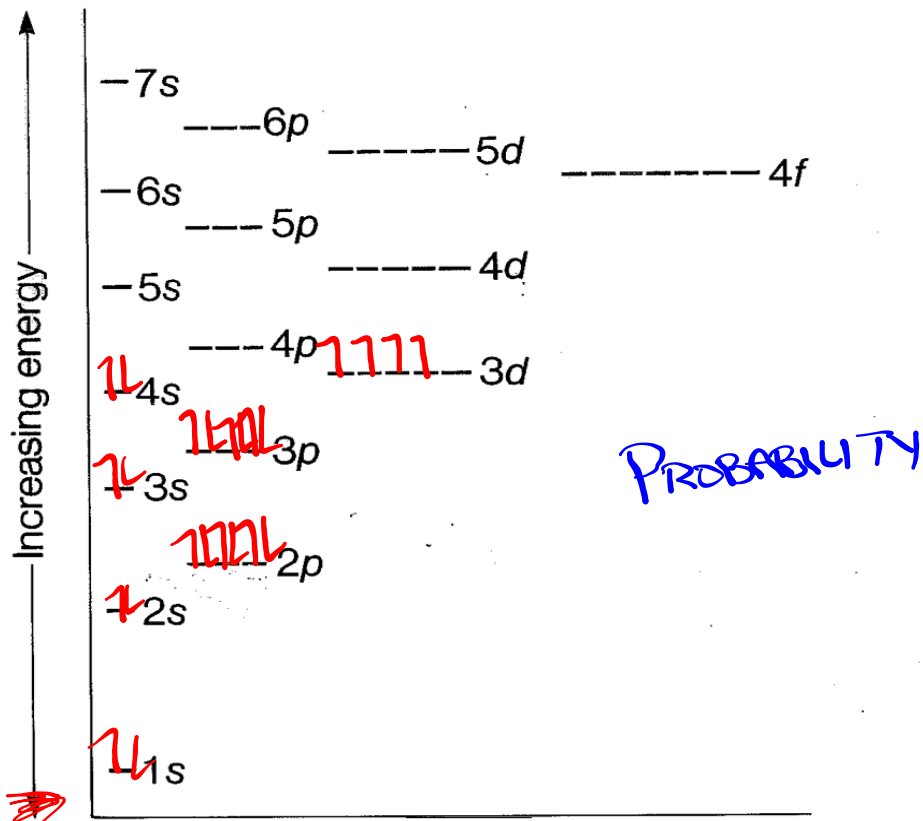 7s
6p
5d
4f
6s
5p
4d
5s
4p
3d
4s
3p
PROBABILITY
3s
2p
2s
1s
Increasing energy